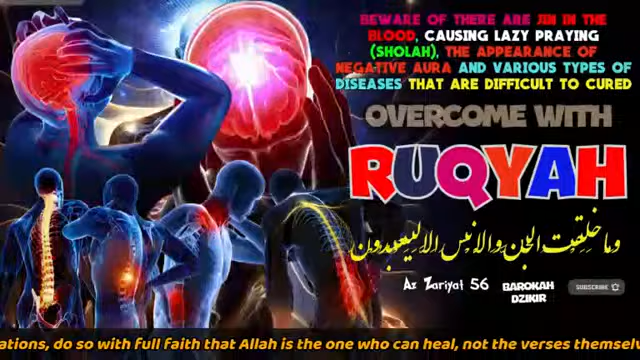 BEWARE OF THERE ARE JIN IN THE
BLOOD, CAUSING LAZY PRAYING
(SHOLAH), THE APPEARANCE OF
NEGATIVE AURA AND VARIOUS TYPES OF
DISEASES THAT ARE DIFFICULT TO CURED
OVERCOME WITH
RUQYAH
وما خلقت الجن والانس الا ليعبدون
Az Zariyat 56
BAROKAH
DZIKIR
SUBSCRIBE
ations, do so with full faith that Allah is the one who can heal, not the verses themselv